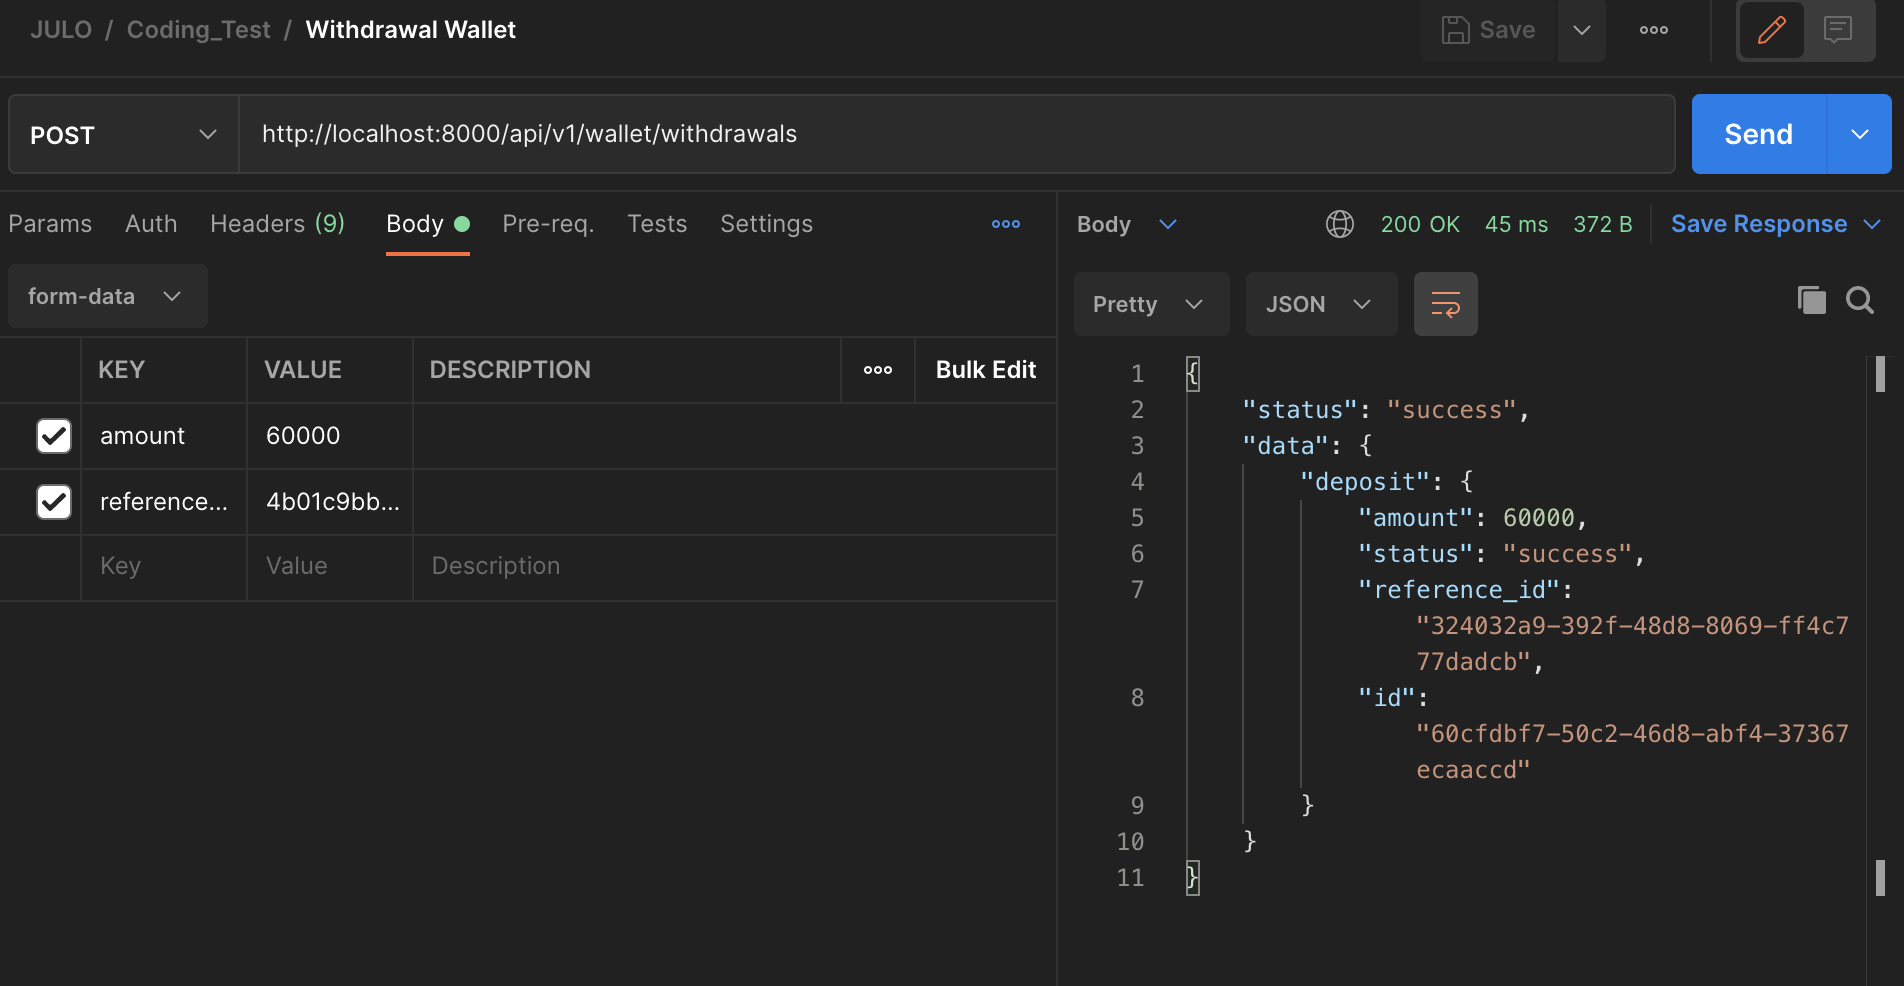 JULO / Coding_Test / Withdrawal Wallet
Save
POST
http://localhost:8000/api/v1/wallet/withdrawals
Send
Params Auth Headers (9) Body Pre-req. Tests Settings
form-data
KEY VALUE DESCRIPTION Bulk Edit
amount 60000
reference... 4b01c9bb...
Key Value Description
Body 200 OK 45 ms 372 B Save Response
Pretty JSON
1 {
2 "status": "success",
3 "data": {
4 "deposit": {
5 "amount": 60000,
6 "status": "success",
7 "reference_id":
"324032a9-392f-48d8-8069-ff4c7
77dadcb",
8 "id":
"60cfdbf7-50c2-46d8-abf4-37367
ecaaccd"
9 }
10 }
11 }